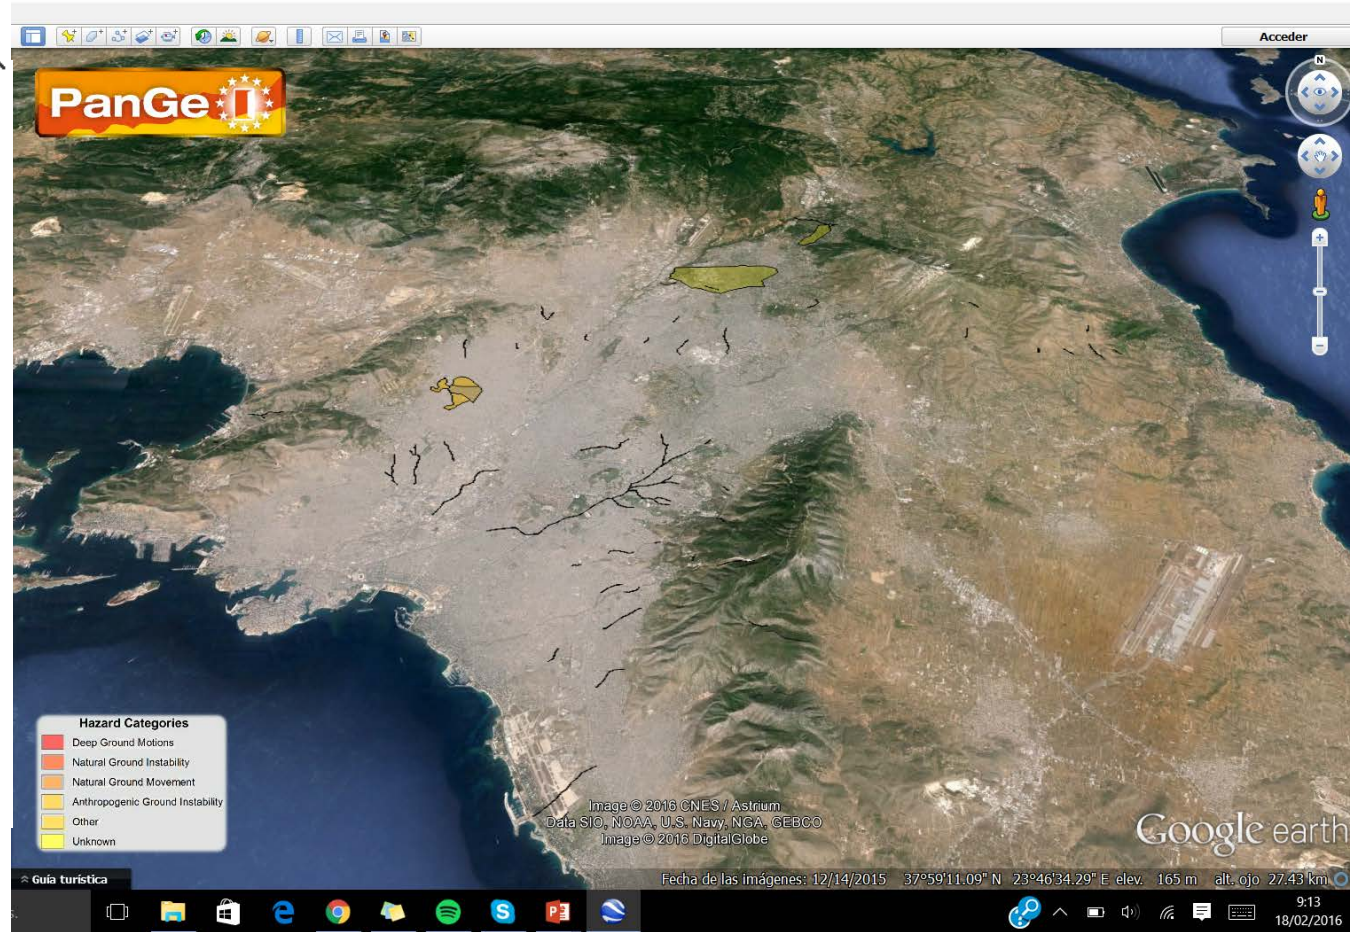 Acceder
N
PanGe
Hazard Categories
Deep Ground Motions
Natural Ground Instability
Natural Ground Movement
Anthropogenic Ground Instability
Other
Unknown
Image © 2016 CNES / Astrium
Data SIO, NOAA, U.S. Navy, NGA, GEBCO
Image © 2016 DigitalGlobe
Google earth
Guía turística
Fecha de las imágenes: 12/14/2015 37°59'11.09" N 23°46'34.29" E elev. 165 m alt. ojo 27.43 km
s.
9:13
18/02/2016